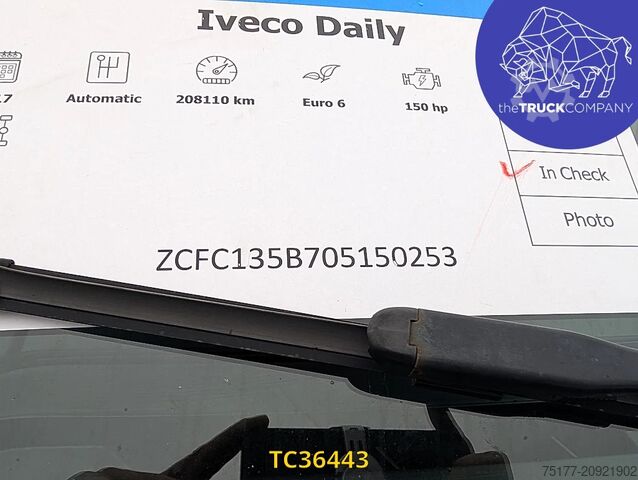 Iveco Daily
17
Automatic
208110 km
Euro 6
150 hp
theTRUCKCOMPANY
In Check
Photo
ZCFC135B705150253
TC36443
75177-20921902